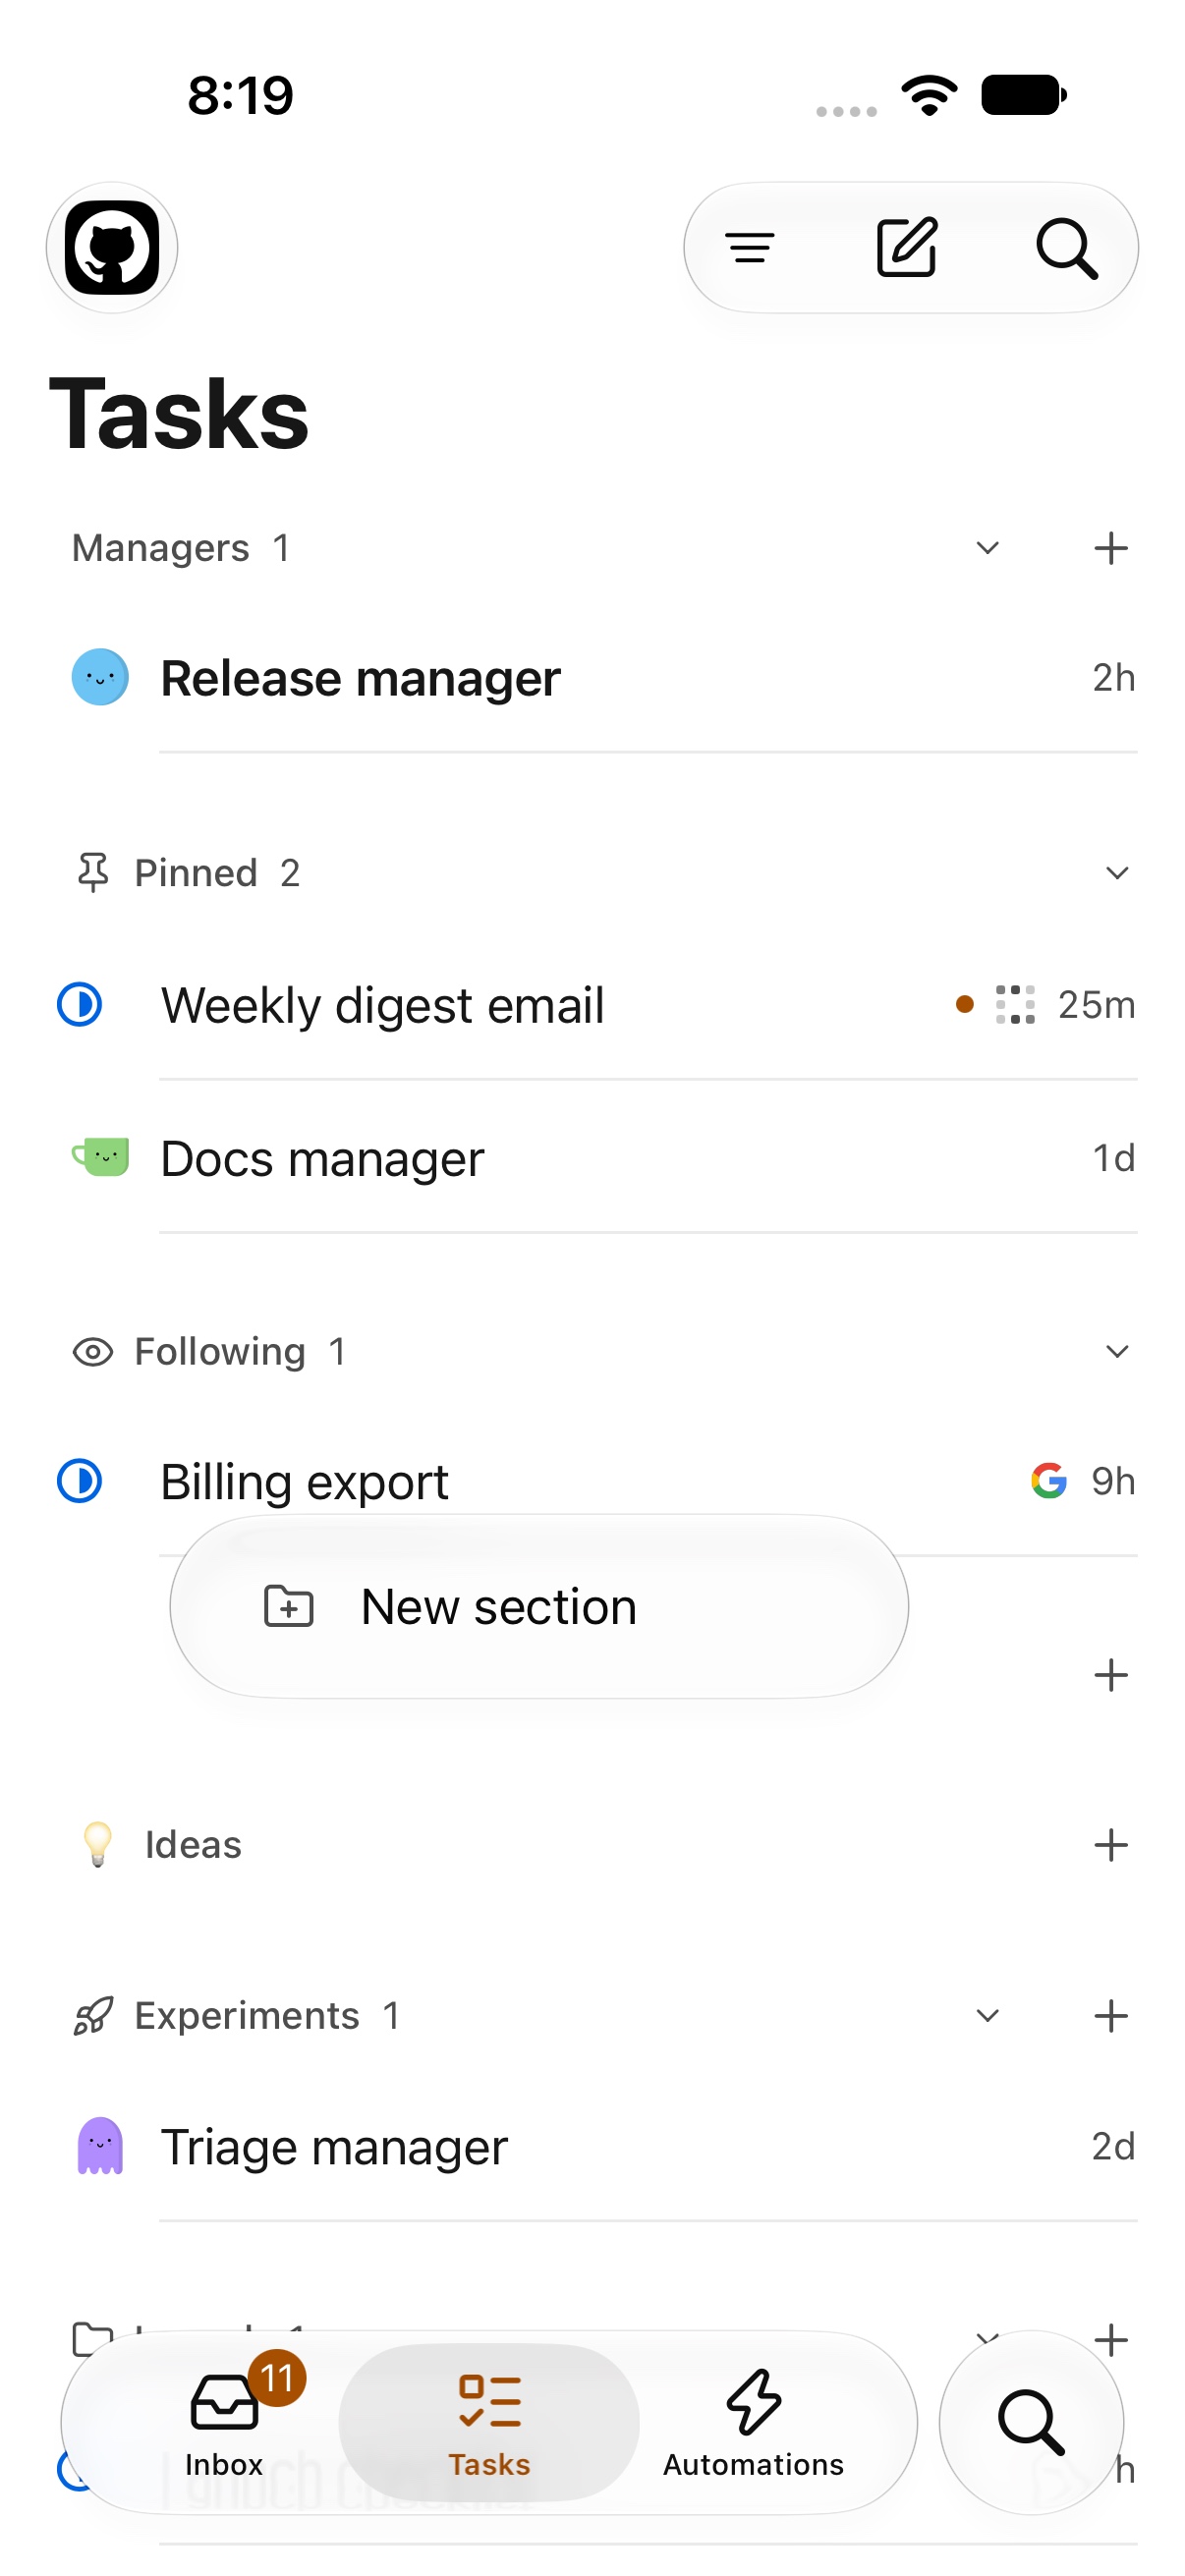 8:19
Tasks
Managers 1
Release manager 2h
Pinned 2
Weekly digest email 25m
Docs manager 1d
Following 1
Billing export 9h
New section
Ideas
Experiments 1
Triage manager 2d
11
Inbox Tasks Automations
h